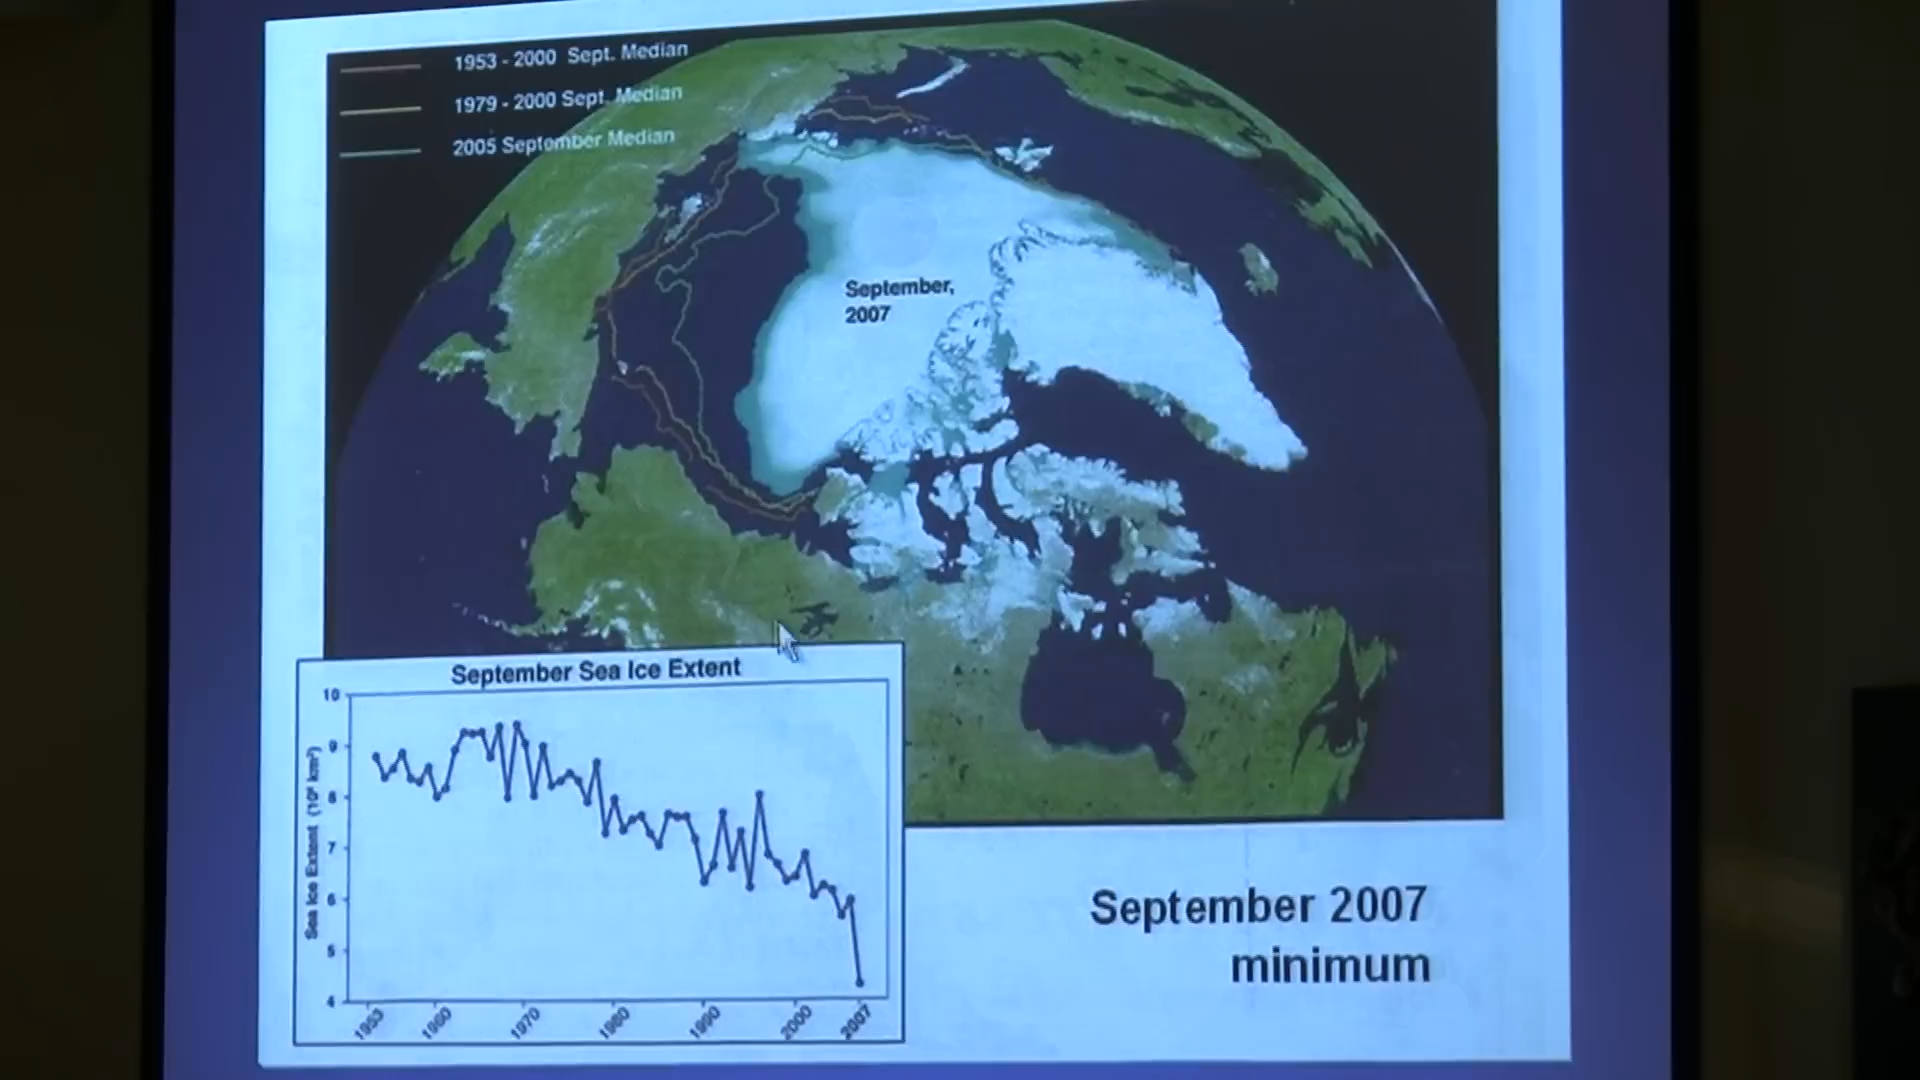 1953 - 2000 Sept. Median
1979 - 2000 Sept. Median
2005 September Median
September,
2007
September Sea Ice Extent
Sea Ice Extent (10⁶ km²)
10
9
8
7
6
5
4
1953
1960
1970
1980
1990
2000
2007
September 2007
minimum